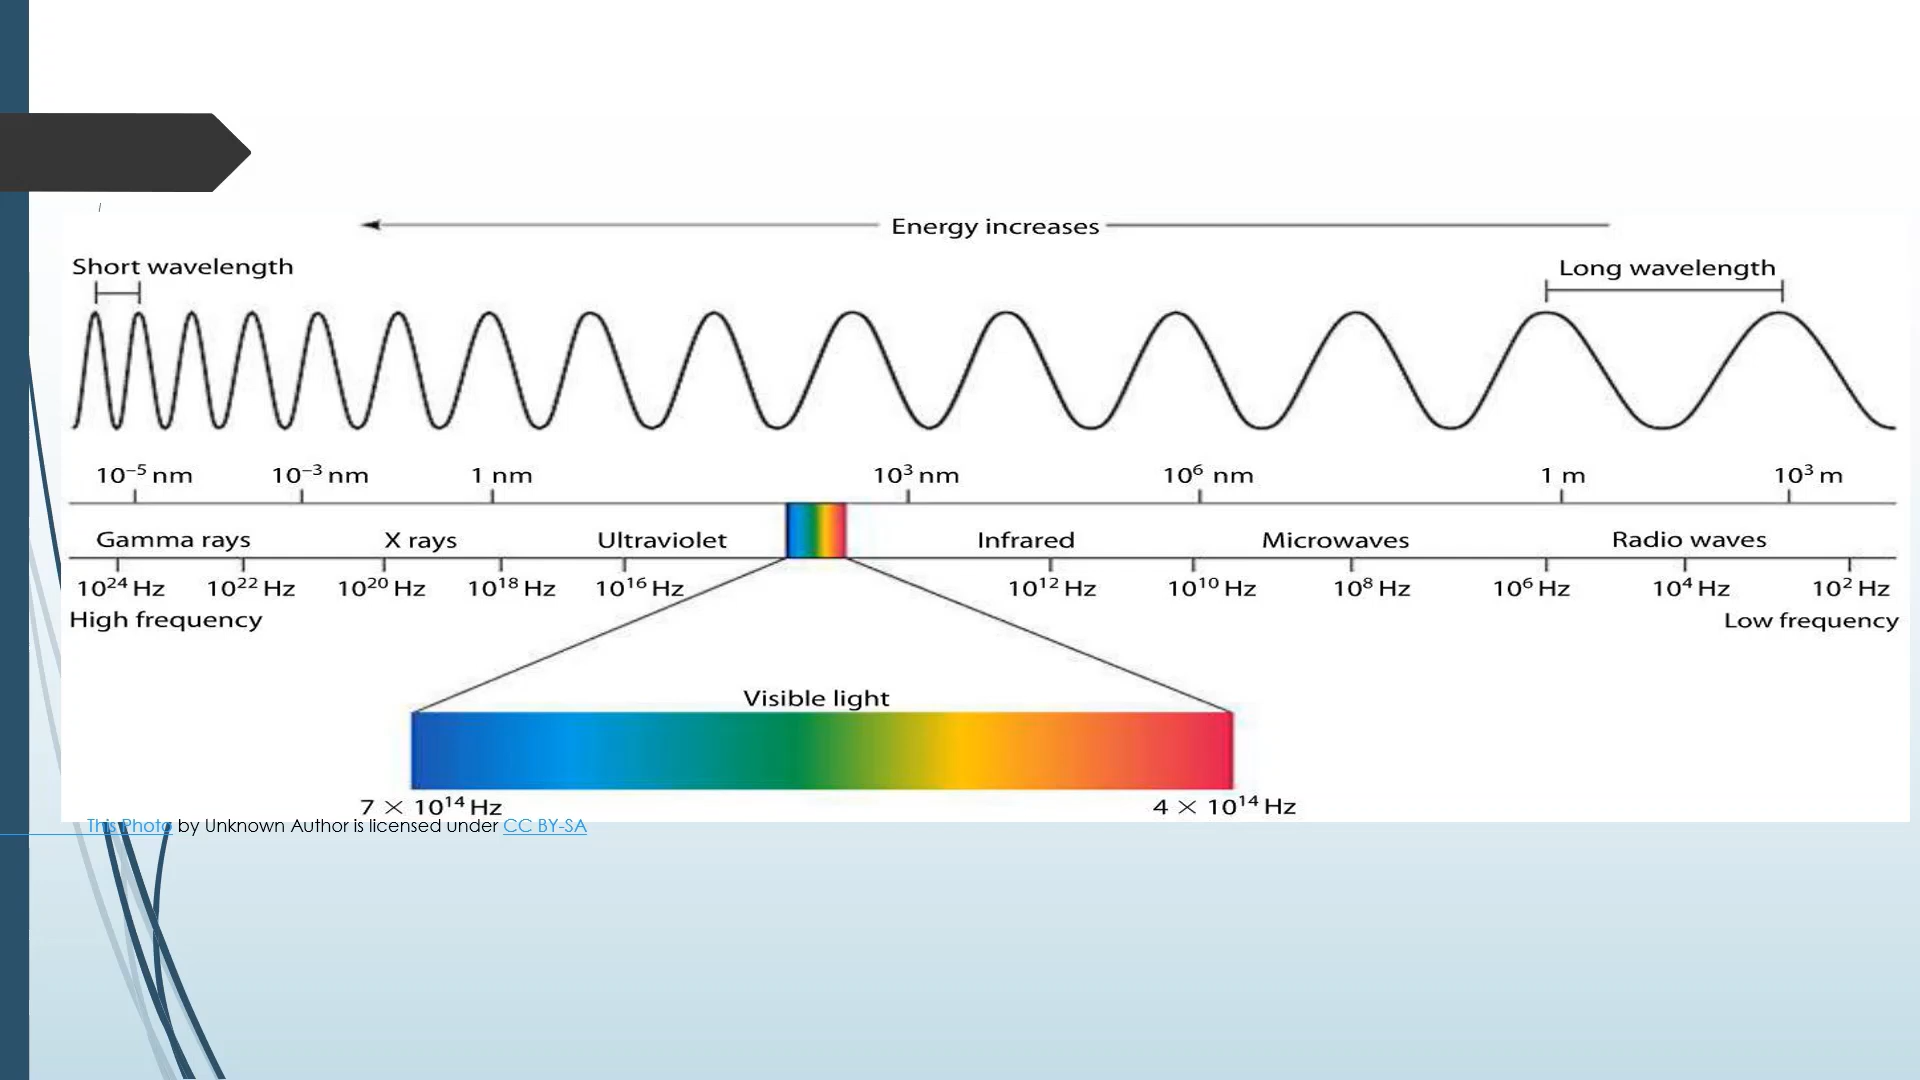 Energy increases
Short wavelength Long wavelength
10⁻⁵ nm 10⁻³ nm 1 nm 10³ nm 10⁶ nm 1 m 10³ m
Gamma rays X rays Ultraviolet Infrared Microwaves Radio waves
10²⁴ Hz 10²² Hz 10²⁰ Hz 10¹⁸ Hz 10¹⁶ Hz 10¹² Hz 10¹⁰ Hz 10⁸ Hz 10⁶ Hz 10⁴ Hz 10² Hz
High frequency Low frequency
Visible light
7 × 10¹⁴ Hz 4 × 10¹⁴ Hz
This Photo by Unknown Author is licensed under CC BY-SA